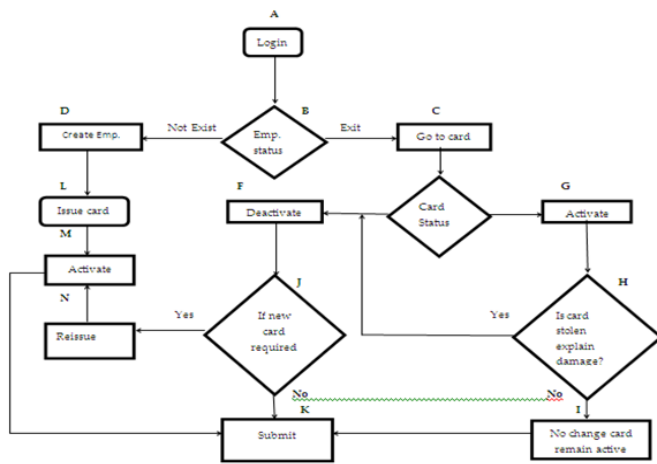 A
Login
D
B
C
Create Emp.
Not Exist
Emp.
status
Exit
Go to card
L
F
G
Issue card
Deactivate
Card
Status
Activate
M
Activate
J
H
N
Reissue
Yes
If new
card
required
Yes
Is card
stolen
explain
damage?
No
No
K
I
Submit
No change card
remain active